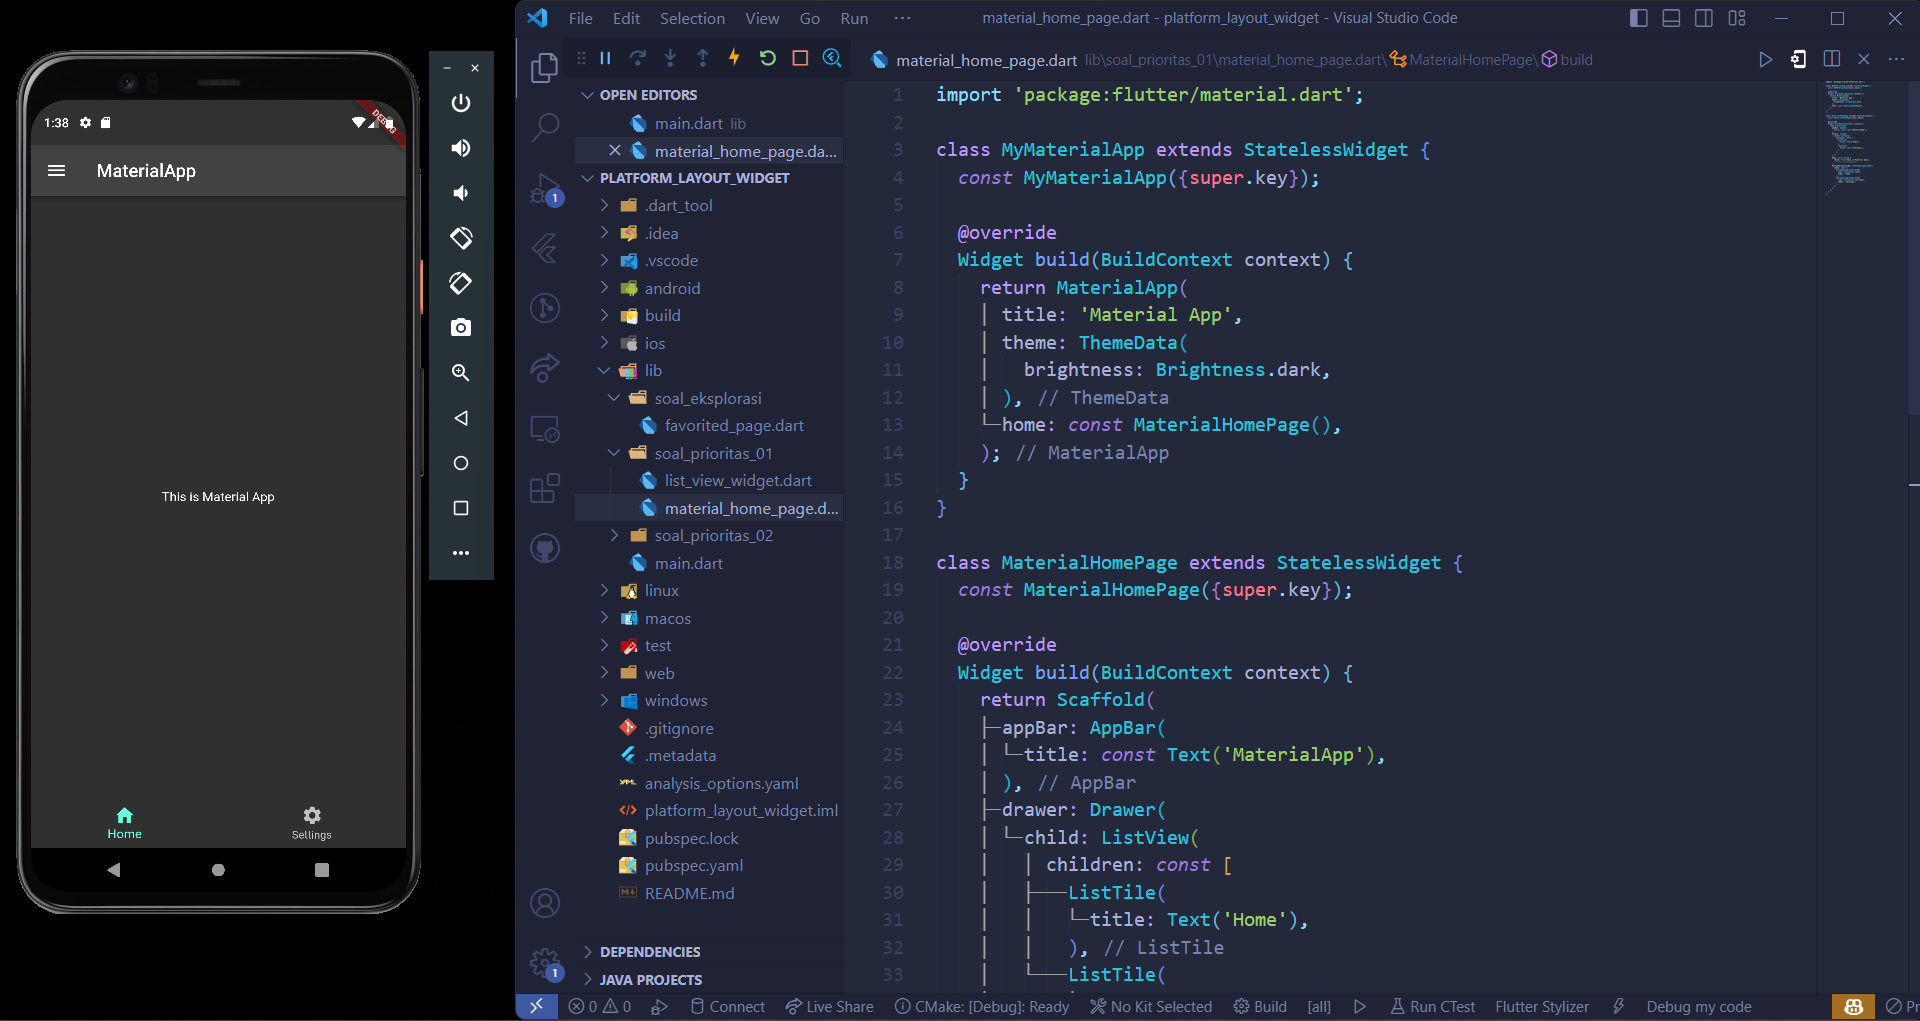 1:38
DEBUG
MaterialApp
This is Material App
Home
Settings
File Edit Selection View Go Run ···
material_home_page.dart - platform_layout_widget - Visual Studio Code
material_home_page.dart lib\soal_prioritas_01\material_home_page.dart\ MaterialHomePage\ build
1
1
OPEN EDITORS
main.dart lib
material_home_page.da...
PLATFORM_LAYOUT_WIDGET
.dart_tool
.idea
.vscode
android
build
ios
lib
soal_eksplorasi
favorited_page.dart
soal_prioritas_01
list_view_widget.dart
material_home_page.d...
soal_prioritas_02
main.dart
linux
macos
test
web
windows
.gitignore
.metadata
analysis_options.yaml
platform_layout_widget.iml
pubspec.lock
pubspec.yaml
README.md
DEPENDENCIES
JAVA PROJECTS
1 import 'package:flutter/material.dart';
2
3 class MyMaterialApp extends StatelessWidget {
4 const MyMaterialApp({super.key});
5
6 @override
7 Widget build(BuildContext context) {
8 return MaterialApp(
9 title: 'Material App',
10 theme: ThemeData(
11 brightness: Brightness.dark,
12 ), // ThemeData
13 home: const MaterialHomePage(),
14 ); // MaterialApp
15 }
16 }
17
18 class MaterialHomePage extends StatelessWidget {
19 const MaterialHomePage({super.key});
20
21 @override
22 Widget build(BuildContext context) {
23 return Scaffold(
24 appBar: AppBar(
25 title: const Text('MaterialApp'),
26 ), // AppBar
27 drawer: Drawer(
28 child: ListView(
29 children: const [
30 ListTile(
31 title: Text('Home'),
32 ), // ListTile
33 ListTile(
0 0 Connect Live Share CMake: [Debug]: Ready No Kit Selected Build [all] Run CTest Flutter Stylizer Debug my code Pr